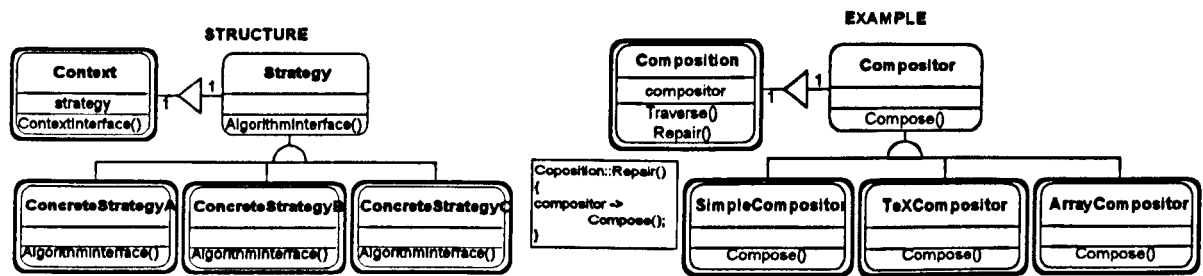 STRUCTURE
Context
strategy
ContextInterface()
1
1
Strategy
AlgorithmInterface()
ConcreteStrategyA
AlgorithmInterface()
ConcreteStrategyB
AlgorithmInterface()
ConcreteStrategyC
AlgorithmInterface()
EXAMPLE
Composition
compositor
Traverse()
Repair()
1
1
Compositor
Compose()
Coposition::Repair()
{
compositor ->
Compose();
}
SimpleCompositor
Compose()
TeXCompositor
Compose()
ArrayCompositor
Compose()